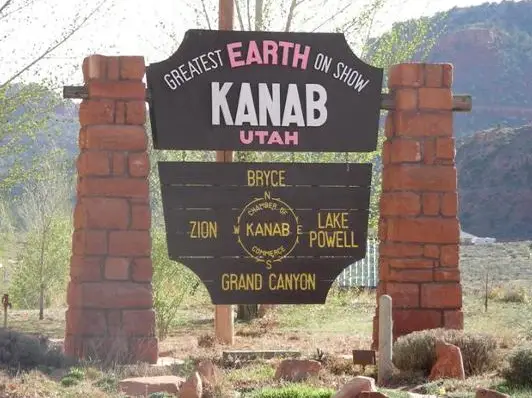 GREATEST EARTH ON SHOW
KANAB
UTAH
BRYCE
N
CHAMBER OF
ZION W KANAB E LAKE
POWELL
COMMERCE
S
GRAND CANYON